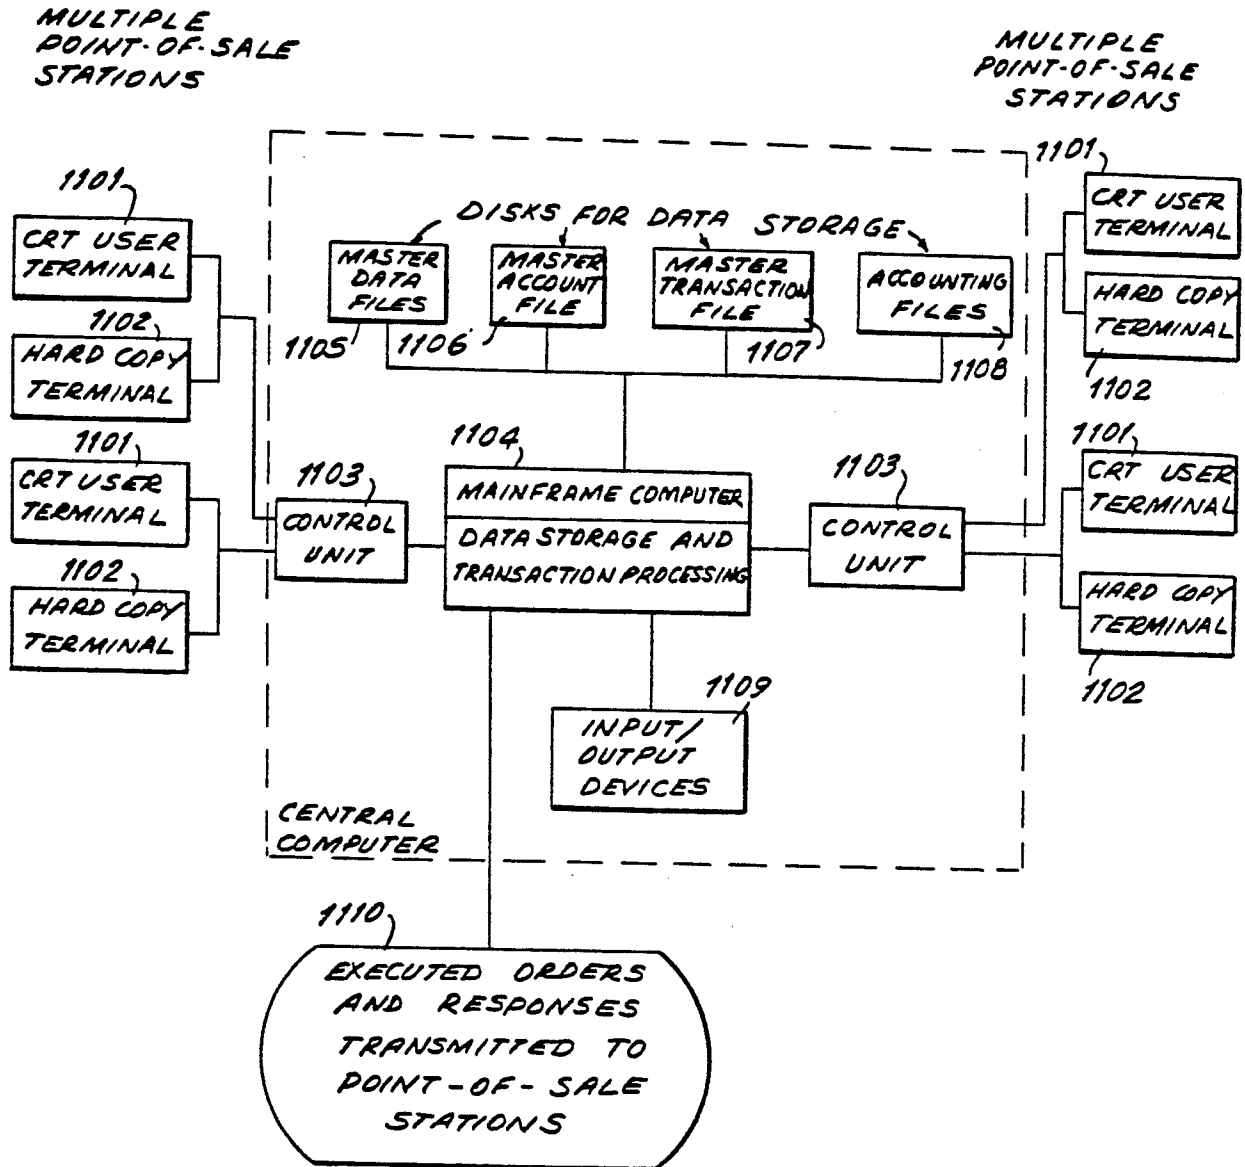 MULTIPLE
POINT-OF-SALE
STATIONS
MULTIPLE
POINT-OF-SALE
STATIONS
1101
CRT USER
TERMINAL
1102
HARD COPY
TERMINAL
1101
CRT USER
TERMINAL
1102
HARD COPY
TERMINAL
DISKS FOR DATA STORAGE
MASTER
DATA
FILES
1105
MASTER
ACCOUNT
FILE
1106
MASTER
TRANSACTION
FILE
1107
ACCOUNTING
FILES
1108
1103
CONTROL
UNIT
1104
MAINFRAME COMPUTER
DATA STORAGE AND
TRANSACTION PROCESSING
1103
CONTROL
UNIT
1109
INPUT/
OUTPUT
DEVICES
CENTRAL
COMPUTER
1101
CRT USER
TERMINAL
HARD COPY
TERMINAL
1102
1101
CRT USER
TERMINAL
HARD COPY
TERMINAL
1102
1110
EXECUTED ORDERS
AND RESPONSES
TRANSMITTED TO
POINT-OF-SALE
STATIONS